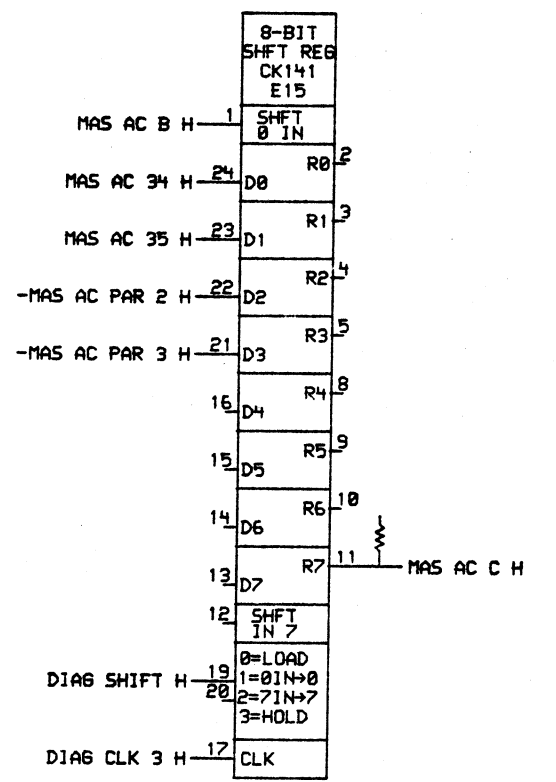 8-BIT
SHFT REG
CK141
E15
MAS AC B H 1 SHFT
0 IN
R0 2
MAS AC 34 H 24 D0
R1 3
MAS AC 35 H 23 D1
R2 4
-MAS AC PAR 2 H 22 D2
R3 5
-MAS AC PAR 3 H 21 D3
R4 8
16 D4
R5 9
15 D5
R6 10
14 D6
R7 11 MAS AC C H
13 D7
12 SHFT
IN 7
0=LOAD
DIAG SHIFT H 19 1=0IN→0
20 2=7IN→7
3=HOLD
DIAG CLK 3 H 17 CLK